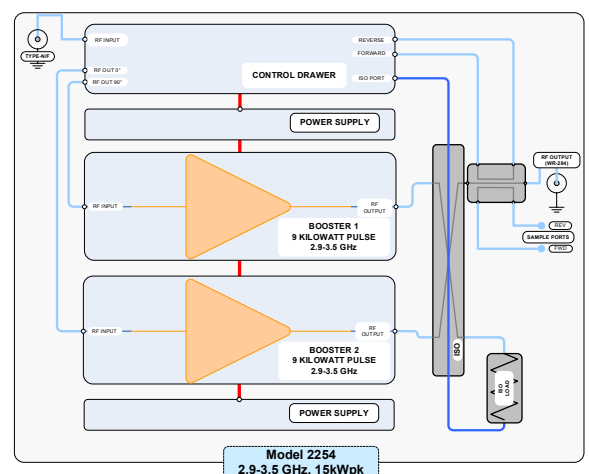 RF INPUT
REVERSE
FORWARD
TYPE-N/F
RF OUT 0°
RF OUT 90°
CONTROL DRAWER
ISO PORT
POWER SUPPLY
RF OUTPUT
(WR-284)
RF INPUT
RF
OUTPUT
BOOSTER 1
9 KILOWATT PULSE
2.9-3.5 GHz
REV
SAMPLE PORTS
FWD
RF INPUT
RF
OUTPUT
BOOSTER 2
9 KILOWATT PULSE
2.9-3.5 GHz
ISO
ISO
LOAD
POWER SUPPLY
Model 2254
2.9-3.5 GHz, 15kWpk